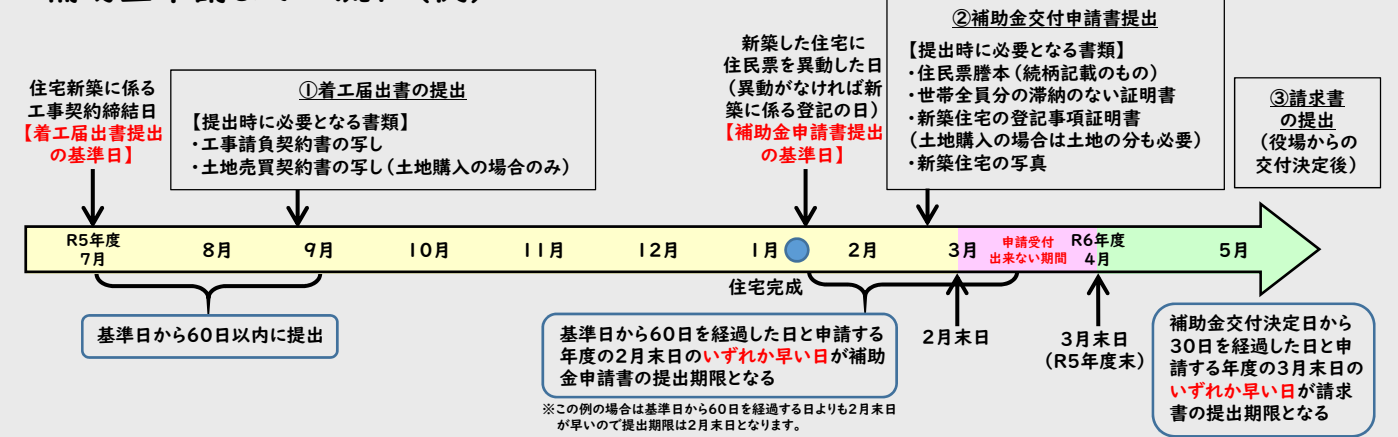 住宅新築に係る
工事契約締結日
【着工届出書提出
の基準日】
①着工届出書の提出
【提出時に必要となる書類】
・工事請負契約書の写し
・土地売買契約書の写し(土地購入の場合のみ)
新築した住宅に
住民票を異動した日
(異動がなければ新
築に係る登記の日)
【補助金申請書提出
の基準日】
②補助金交付申請書提出
【提出時に必要となる書類】
・住民票謄本(続柄記載のもの)
・世帯全員分の滞納のない証明書
・新築住宅の登記事項証明書
(土地購入の場合は土地の分も必要)
・新築住宅の写真
③請求書
の提出
(役場からの
交付決定後)
R5年度
7月
8月
9月
10月
11月
12月
1月
2月
3月
申請受付
出来ない期間
R6年度
4月
5月
住宅完成
基準日から60日以内に提出
基準日から60日を経過した日と申請する
年度の2月末日のいずれか早い日が補助
金申請書の提出期限となる
※この例の場合は基準日から60日を経過する日よりも2月末日
が早いので提出期限は2月末日となります。
2月末日
3月末日
(R5年度末)
補助金交付決定日から
30日を経過した日と申
請する年度の3月末日の
いずれか早い日が請求
書の提出期限となる